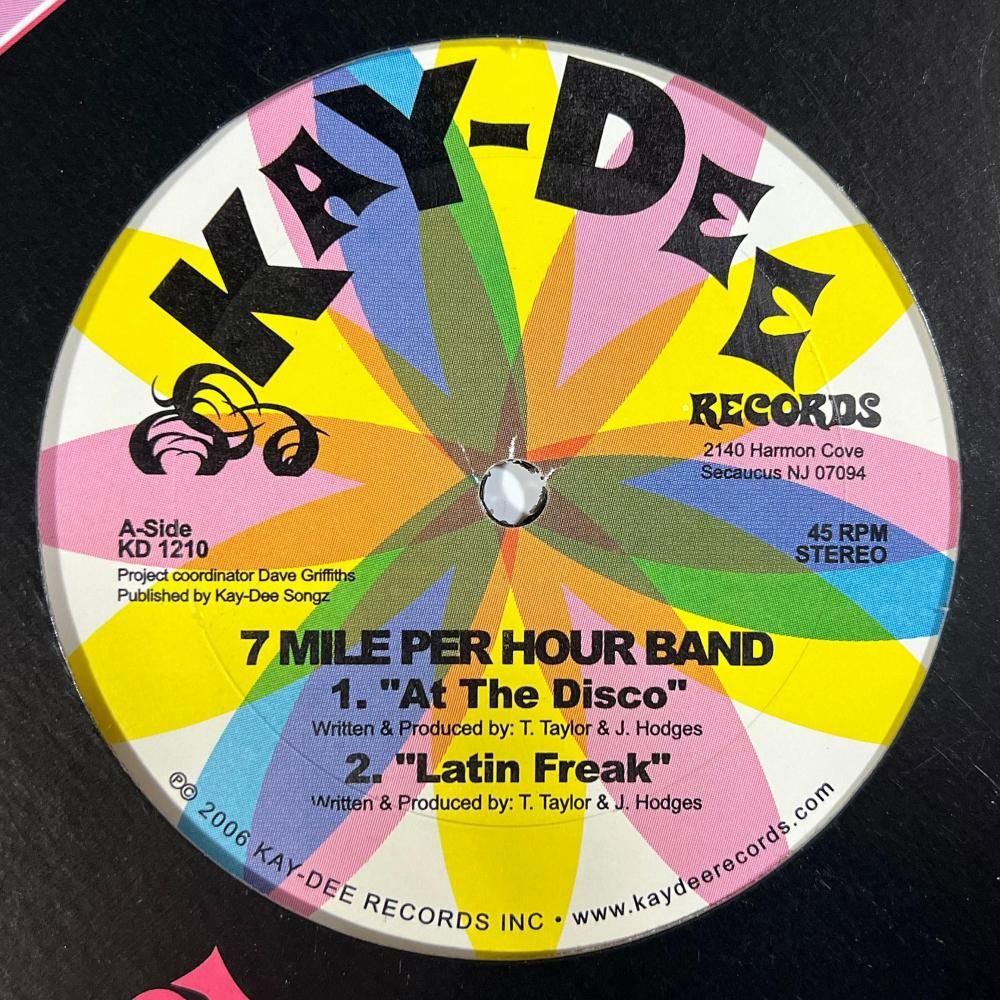 KAY-DEE
RECORDS
2140 Harmon Cove
Secaucus NJ 07094
A-Side
KD 1210
45 RPM
STEREO
Project coordinator Dave Griffiths
Published by Kay-Dee Songz
7 MILE PER HOUR BAND
1. "At The Disco"
Written & Produced by: T. Taylor & J. Hodges
2. "Latin Freak"
Written & Produced by: T. Taylor & J. Hodges
℗© 2006 KAY-DEE RECORDS INC • www.kaydeerecords.com